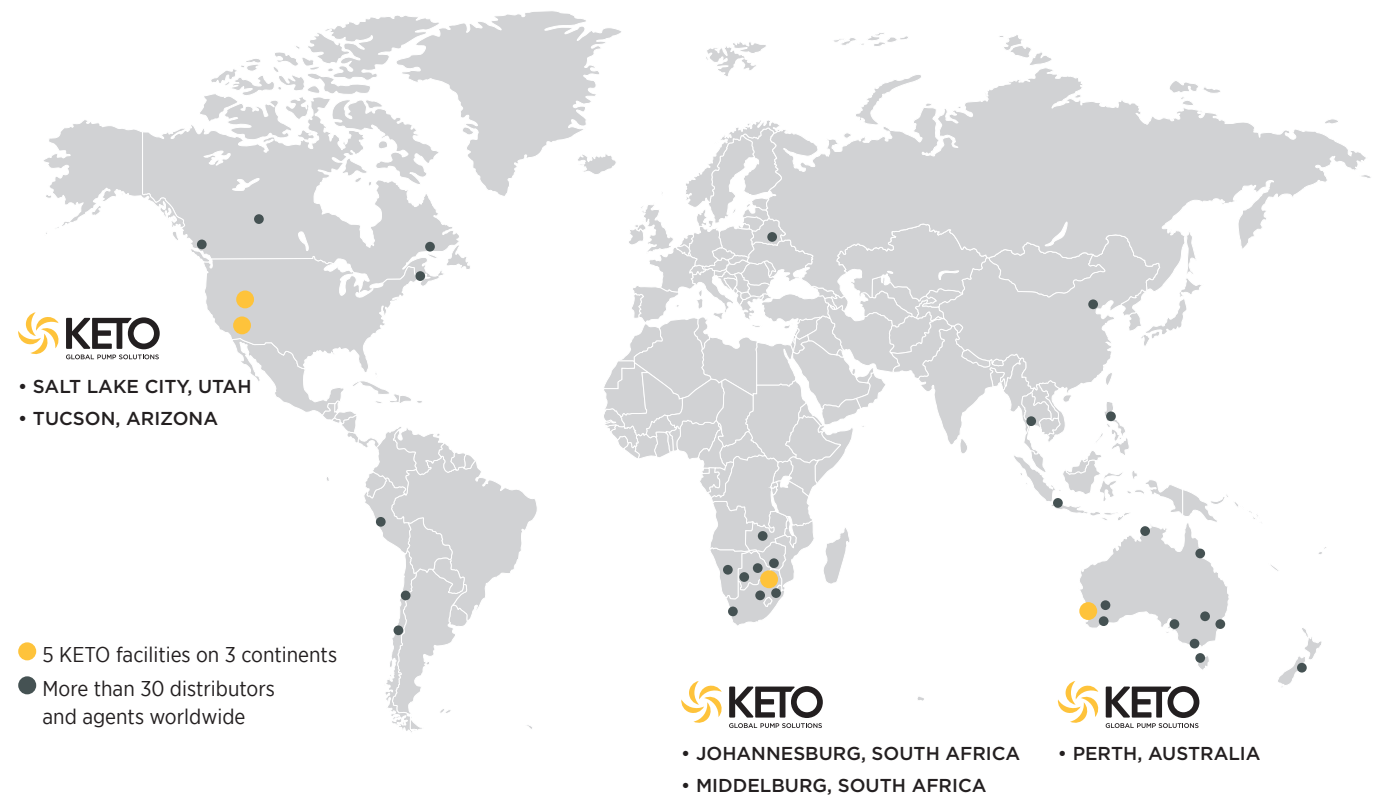 KETO
GLOBAL PUMP SOLUTIONS
• SALT LAKE CITY, UTAH
• TUCSON, ARIZONA
5 KETO facilities on 3 continents
More than 30 distributors
and agents worldwide
KETO
GLOBAL PUMP SOLUTIONS
• JOHANNESBURG, SOUTH AFRICA
• MIDDELBURG, SOUTH AFRICA
KETO
GLOBAL PUMP SOLUTIONS
• PERTH, AUSTRALIA